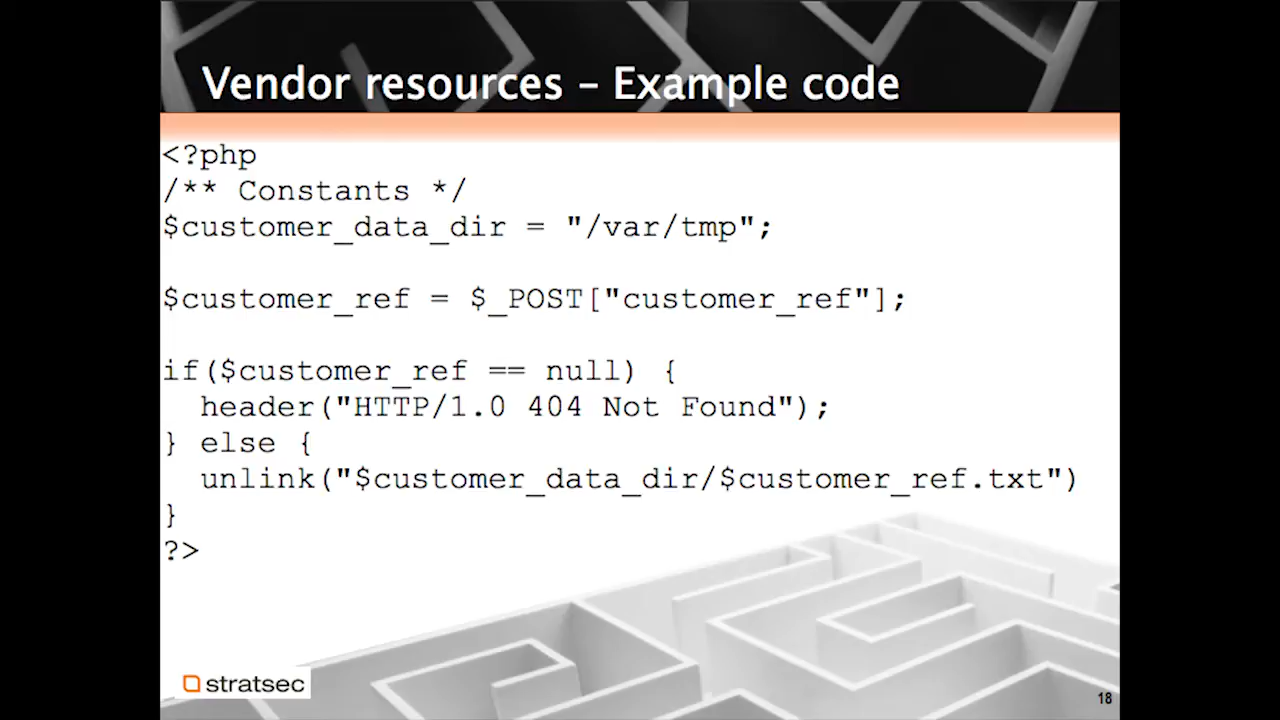 Vendor resources – Example code
<?php
/** Constants */
$customer_data_dir = "/var/tmp";
$customer_ref = $_POST["customer_ref"];
if($customer_ref == null) {
  header("HTTP/1.0 404 Not Found");
} else {
  unlink("$customer_data_dir/$customer_ref.txt")
}
?>
stratsec
18